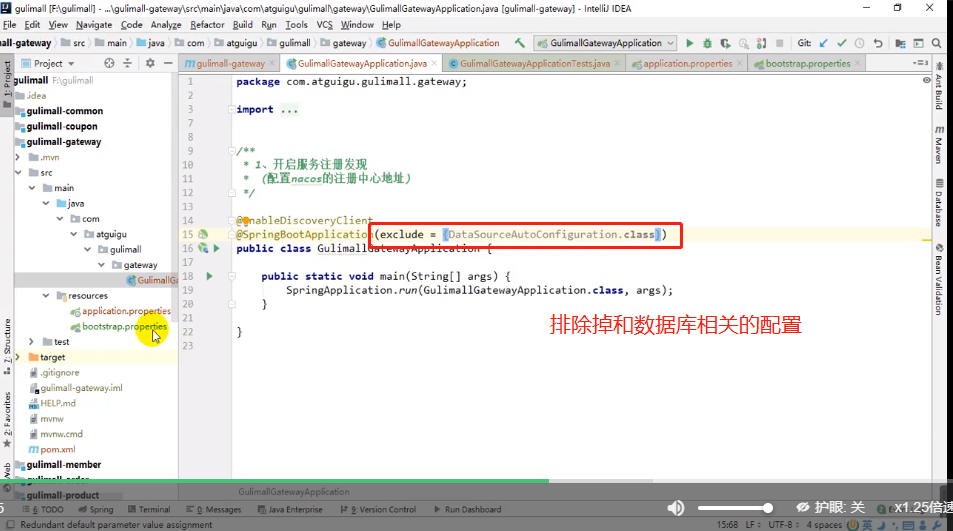 gulimall [F:\gulimall] - ...\gulimall-gateway\src\main\java\com\atguigu\gulimall\gateway\GulimallGatewayApplication.java [gulimall-gateway] - IntelliJ IDEA
File Edit View Navigate Code Analyze Refactor Build Run Tools VCS Window Help
all-gateway src main java com atguigu gulimall gateway GulimallGatewayApplication GulimallGatewayApplication Git:
Project gulimall-gateway GulimallGatewayApplication.java GulimallGatewayApplicationTests.java application.properties bootstrap.properties
1: Project
gulimall F:\gulimall
.idea
gulimall-common
gulimall-coupon
gulimall-gateway
.mvn
src
main
java
com
atguigu
gulimall
gateway
GulimallGa
resources
application.properties
bootstrap.properties
test
target
.gitignore
gulimall-gateway.iml
HELP.md
mvnw
mvnw.cmd
pom.xml
gulimall-member
gulimall-product
7: Structure
2: Favorites
Web
1 package com.atguigu.gulimall.gateway;
2
3 import ...
7
8
9 /**
10 * 1、开启服务注册发现
11 * (配置nacos的注册中心地址)
12 */
13
14 @EnableDiscoveryClient
15 @SpringBootApplication(exclude = {DataSourceAutoConfiguration.class})
16 public class GulimallGatewayApplication {
17
18 public static void main(String[] args) {
19 SpringApplication.run(GulimallGatewayApplication.class, args);
20 }
21
22 }
23
排除掉和数据库相关的配置
Ant Build
Maven
Database
Bean Validation
GulimallGatewayApplication
6: TODO Spring Terminal 0: Messages Java Enterprise 9: Version Control Run Dashboard
护眼: 关 x1.25倍速
Redundant default parameter value assignment 15:68 LF: UTF-8: 4 spaces 英